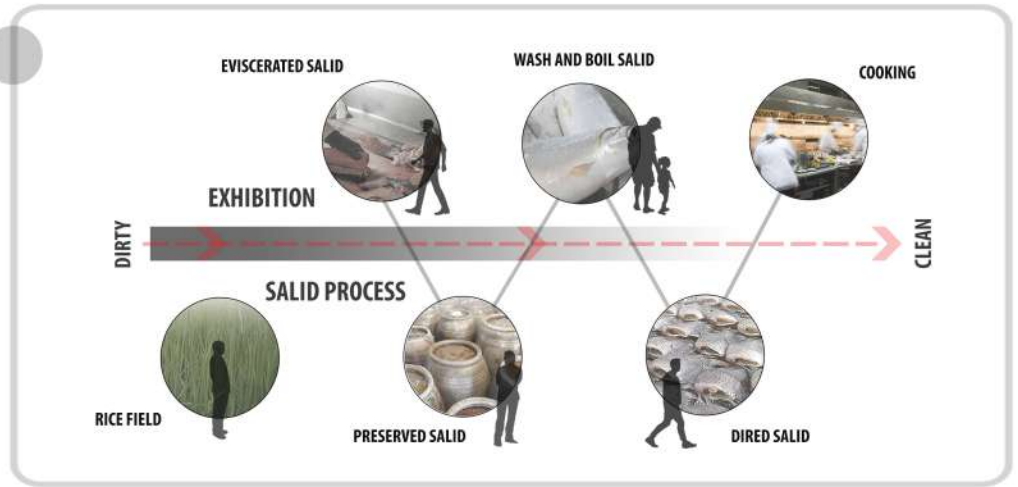 EVISCERATED SALID
WASH AND BOIL SALID
COOKING
EXHIBITION
DIRTY
CLEAN
SALID PROCESS
RICE FIELD
PRESERVED SALID
DIRED SALID